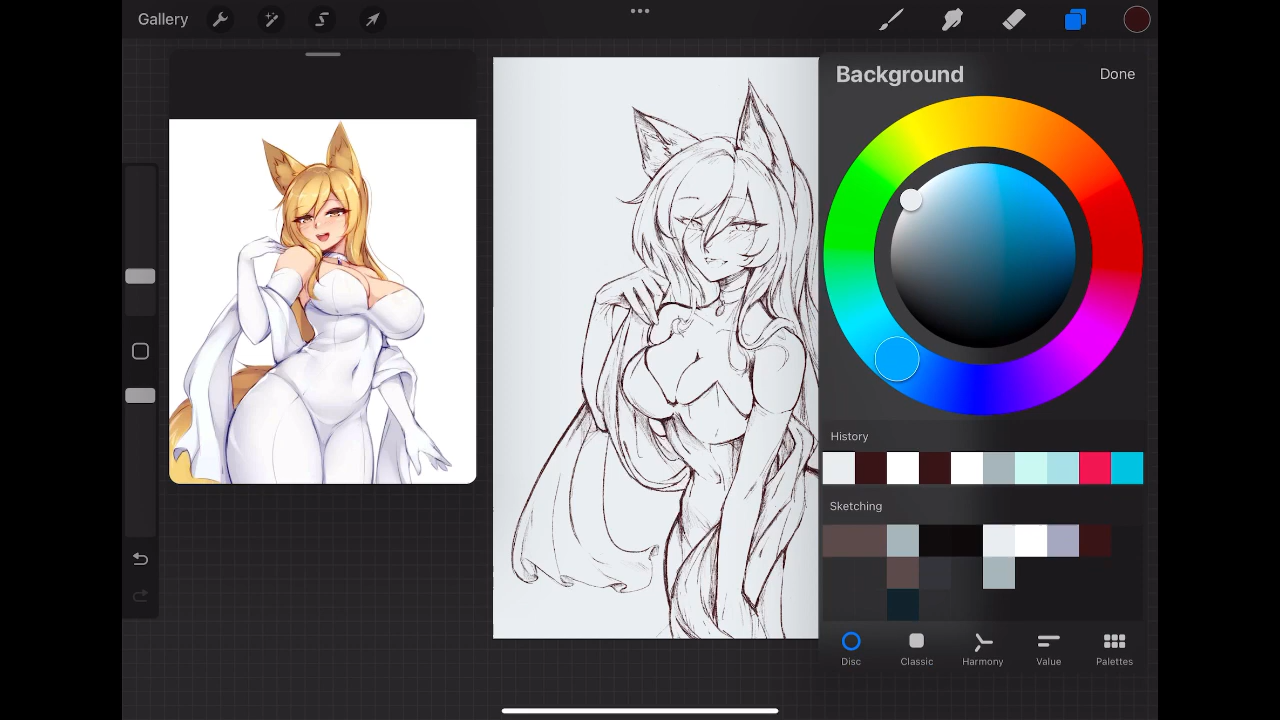 Gallery
Background
Done
History
Sketching
Disc
Classic
Harmony
Value
Palettes